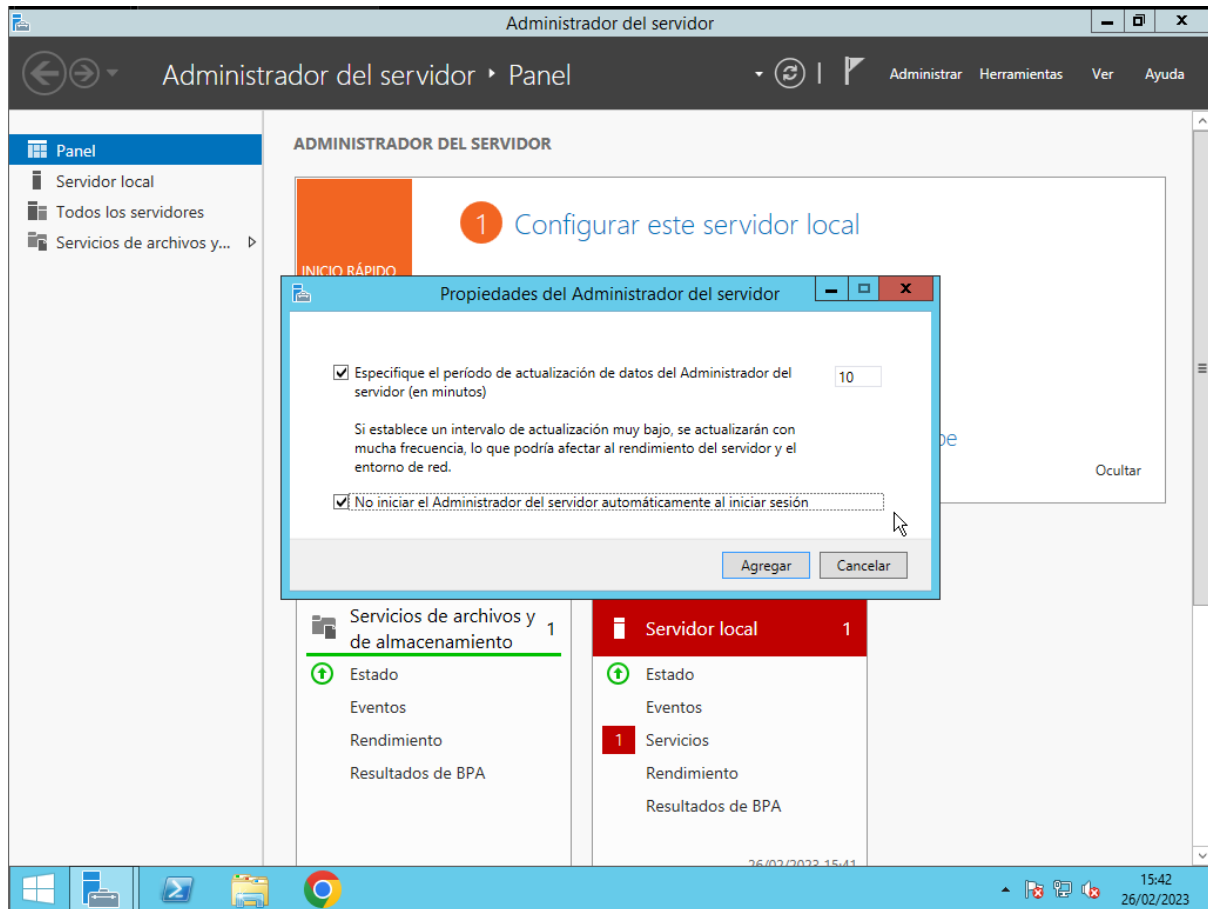 Administrador del servidor
Administrador del servidor ‣ Panel
Administrar Herramientas Ver Ayuda
Panel
Servidor local
Todos los servidores
Servicios de archivos y...
ADMINISTRADOR DEL SERVIDOR
1 Configurar este servidor local
INICIO RÁPIDO
Propiedades del Administrador del servidor
Especifique el período de actualización de datos del Administrador del
servidor (en minutos)
10
Si establece un intervalo de actualización muy bajo, se actualizarán con
mucha frecuencia, lo que podría afectar al rendimiento del servidor y el
entorno de red.
No iniciar el Administrador del servidor automáticamente al iniciar sesión
Agregar Cancelar
Ocultar
Servicios de archivos y
de almacenamiento
1
Estado
Eventos
Rendimiento
Resultados de BPA
Servidor local 1
Estado
Eventos
1 Servicios
Rendimiento
Resultados de BPA
26/02/2023 15:41
15:42
26/02/2023